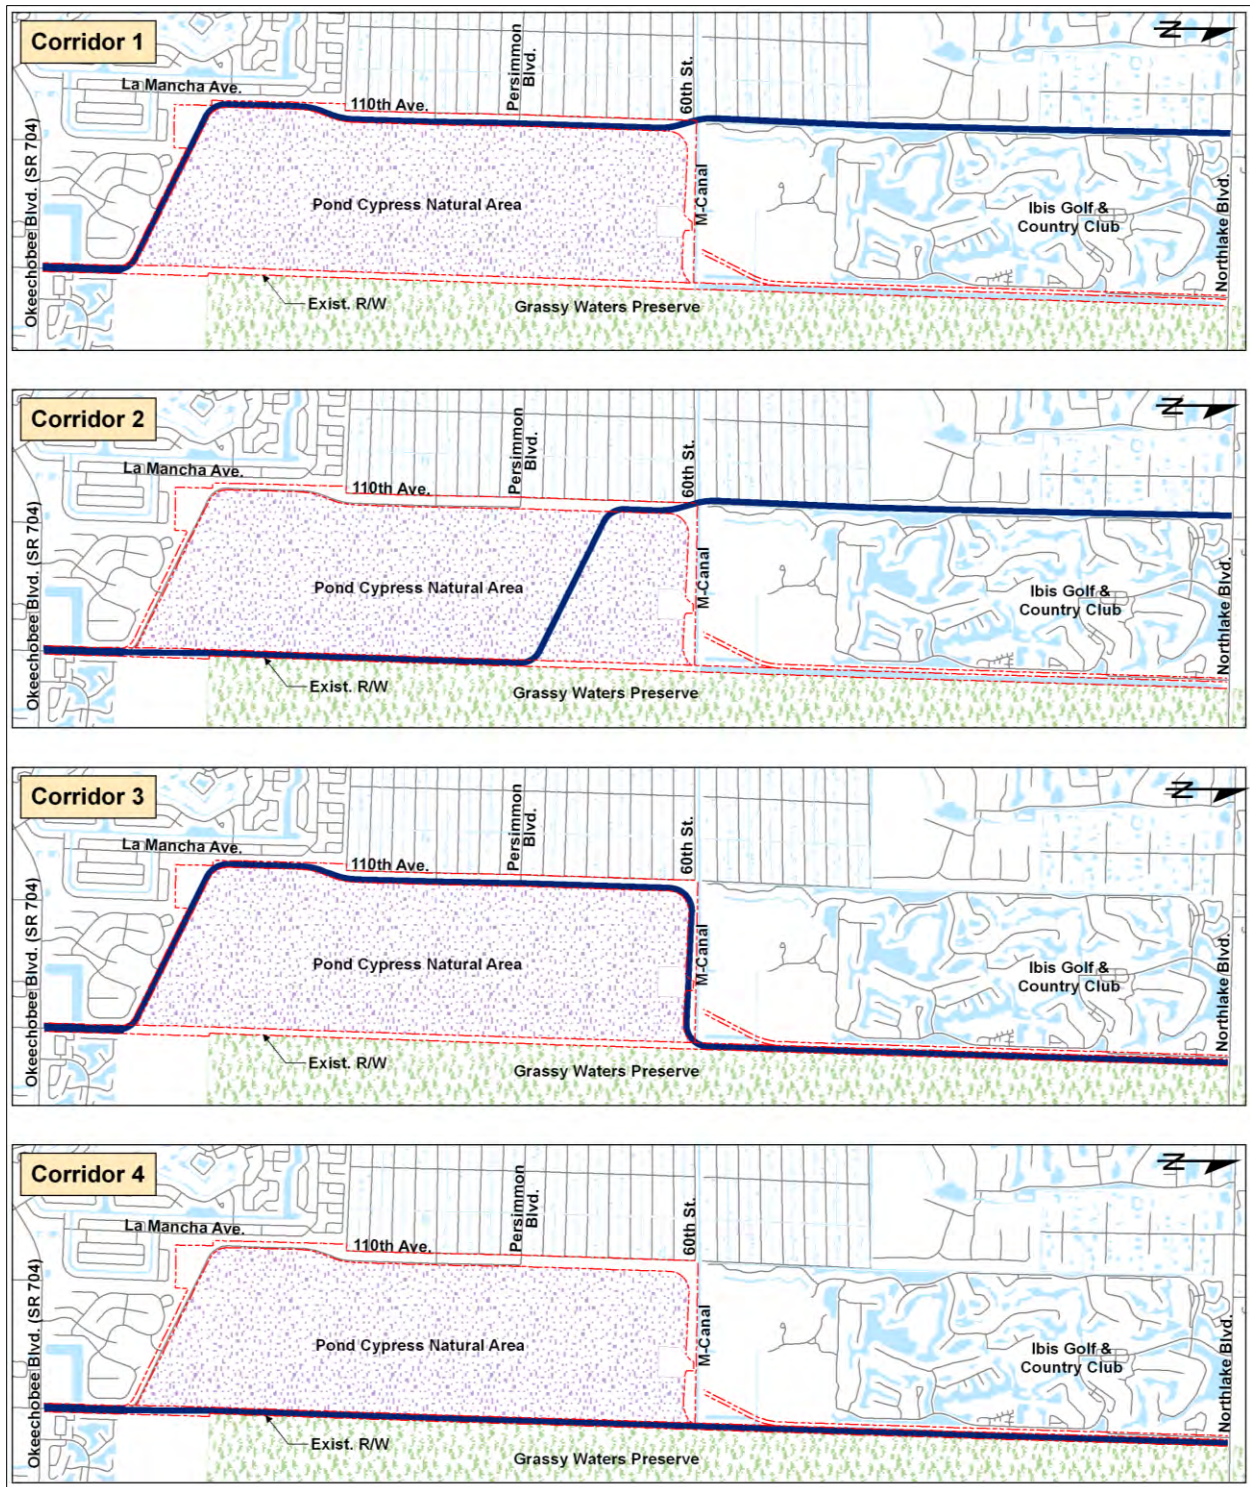 Corridor 1
N
La Mancha Ave.
110th Ave.
Persimmon
Blvd.
60th St.
Okeechobee Blvd. (SR 704)
Pond Cypress Natural Area
M-Canal
Ibis Golf &
Country Club
Northlake Blvd.
Exist. R/W
Grassy Waters Preserve
Corridor 2
N
La Mancha Ave.
110th Ave.
Persimmon
Blvd.
60th St.
Okeechobee Blvd. (SR 704)
Pond Cypress Natural Area
M-Canal
Ibis Golf &
Country Club
Northlake Blvd.
Exist. R/W
Grassy Waters Preserve
Corridor 3
N
La Mancha Ave.
110th Ave.
Persimmon
Blvd.
60th St.
Okeechobee Blvd. (SR 704)
Pond Cypress Natural Area
M-Canal
Ibis Golf &
Country Club
Northlake Blvd.
Exist. R/W
Grassy Waters Preserve
Corridor 4
N
La Mancha Ave.
110th Ave.
Persimmon
Blvd.
60th St.
Okeechobee Blvd. (SR 704)
Pond Cypress Natural Area
M-Canal
Ibis Golf &
Country Club
Northlake Blvd.
Exist. R/W
Grassy Waters Preserve